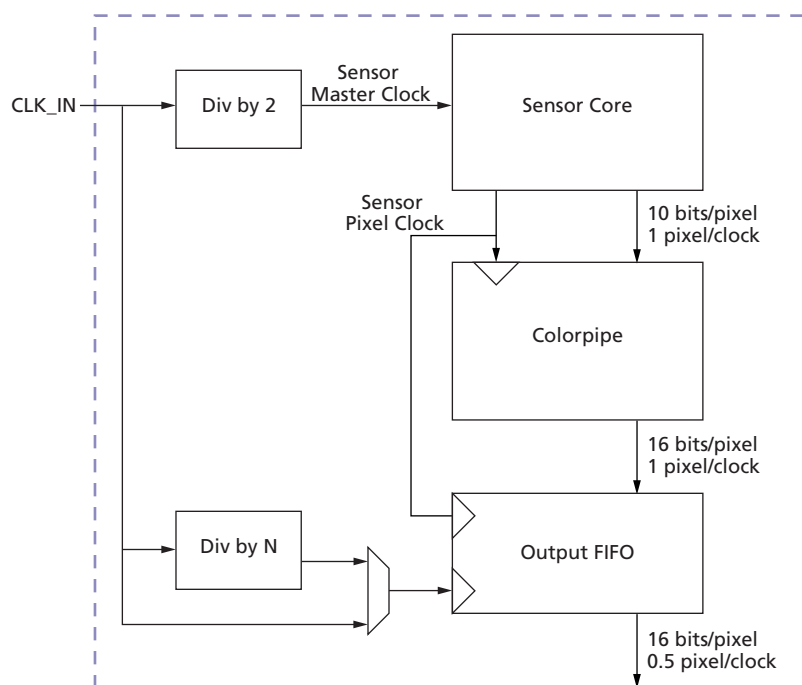 Sensor
Master Clock
CLK_IN
Div by 2
Sensor Core
Sensor
Pixel Clock
10 bits/pixel
1 pixel/clock
Colorpipe
16 bits/pixel
1 pixel/clock
Div by N
Output FIFO
16 bits/pixel
0.5 pixel/clock